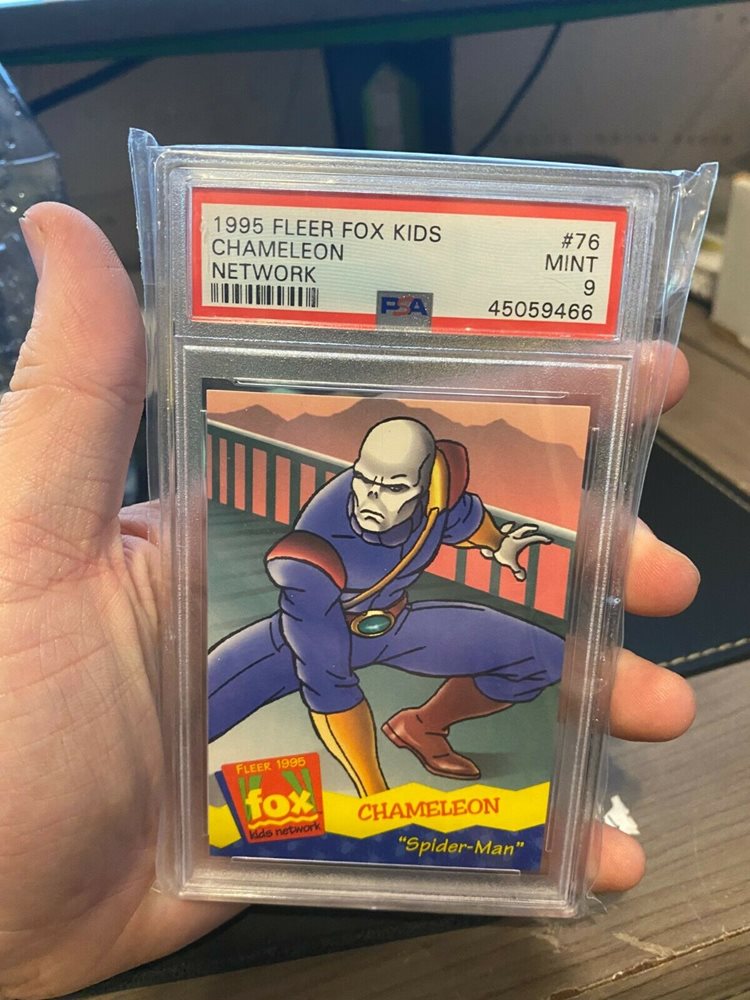 1995 FLEER FOX KIDS #76
CHAMELEON MINT
NETWORK 9
PSA 45059466
FLEER 1995
fox
kids network
CHAMELEON
"Spider-Man"